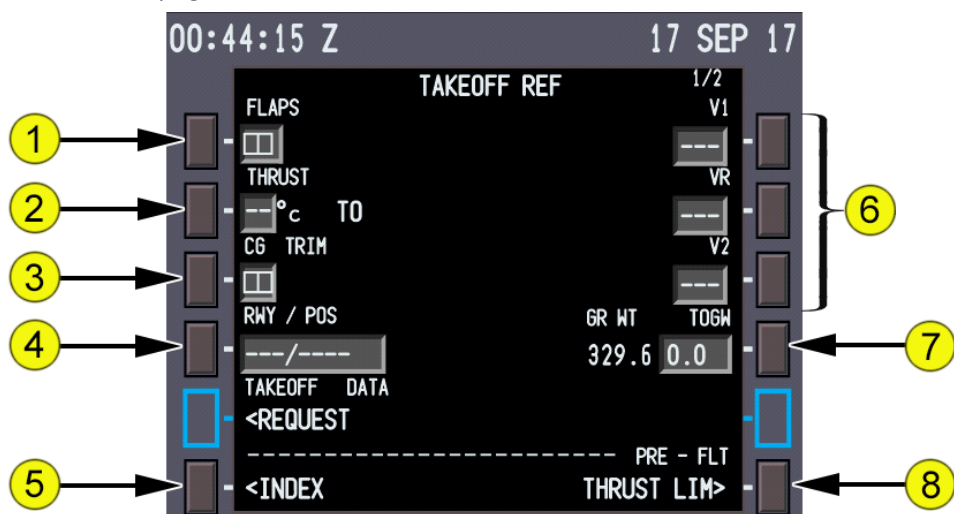 00:44:15 Z 17 SEP 17
TAKEOFF REF 1/2
FLAPS V1
1 □□ ---
THRUST VR
2 --°c TO --- 6
CG TRIM V2
3 □□ ---
RWY / POS GR WT TOGW
4 ---/---- 329.6 0.0 7
TAKEOFF DATA
<REQUEST
------------------------ PRE - FLT
5 <INDEX THRUST LIM> 8